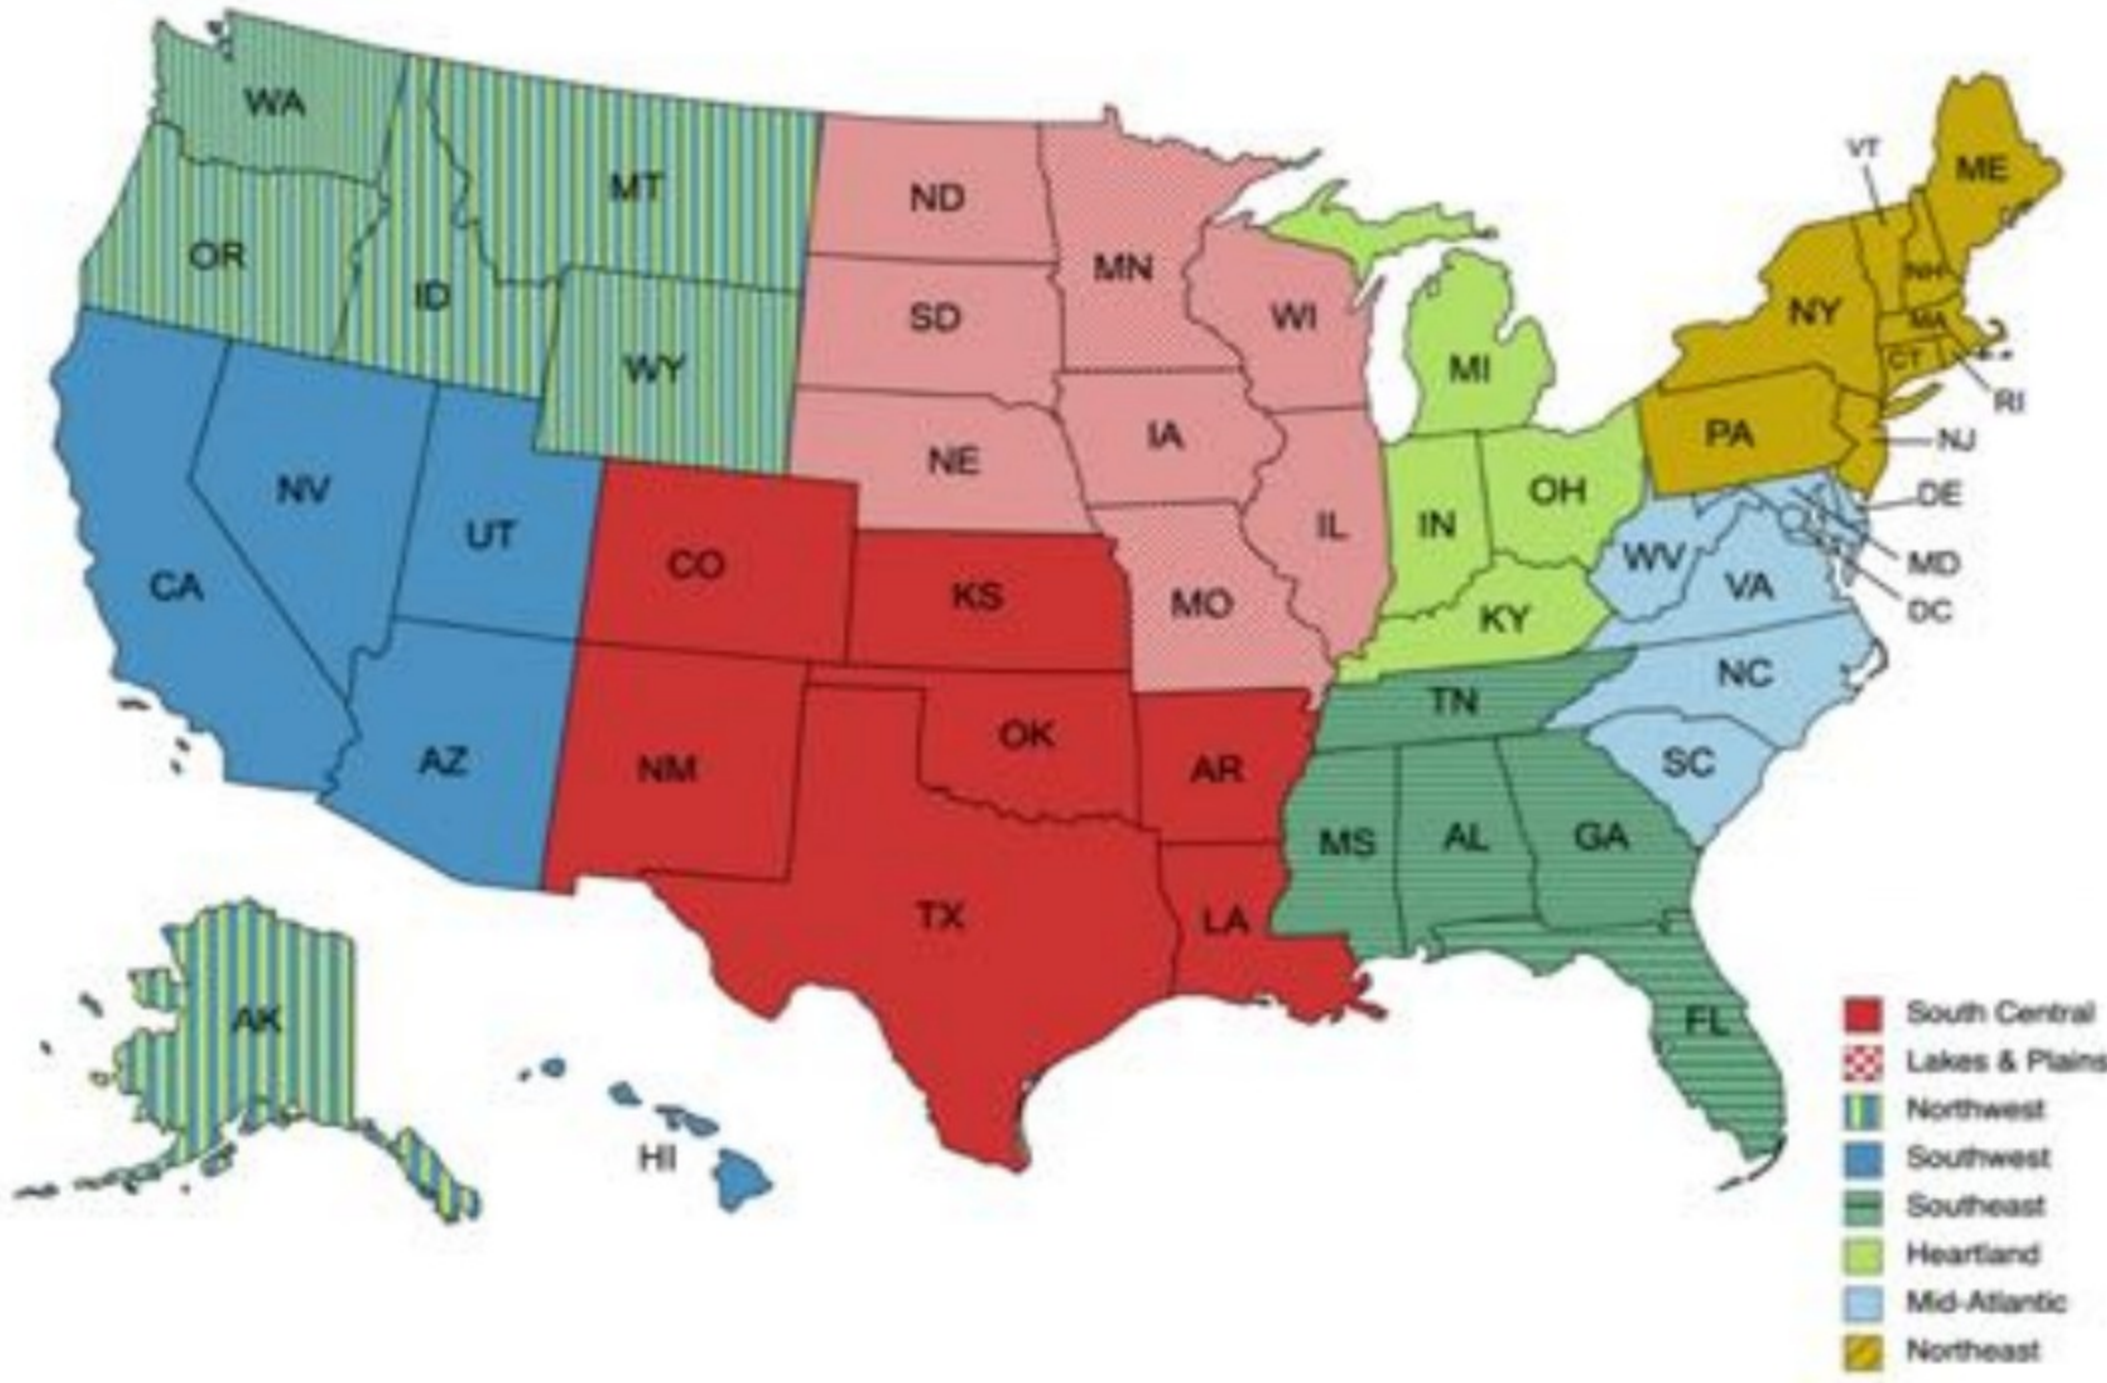 WA
MT
ND
MN
VT
ME
OR
ID
SD
WI
MI
NY
NH
MA
CT
RI
WY
NE
IA
PA
NJ
NV
UT
CO
KS
IL
IN
OH
DE
WV
MD
VA
DC
CA
MO
KY
AZ
NM
OK
AR
TN
NC
SC
MS
AL
GA
TX
LA
FL
AK
HI
South Central
Lakes & Plains
Northwest
Southwest
Southeast
Heartland
Mid-Atlantic
Northeast